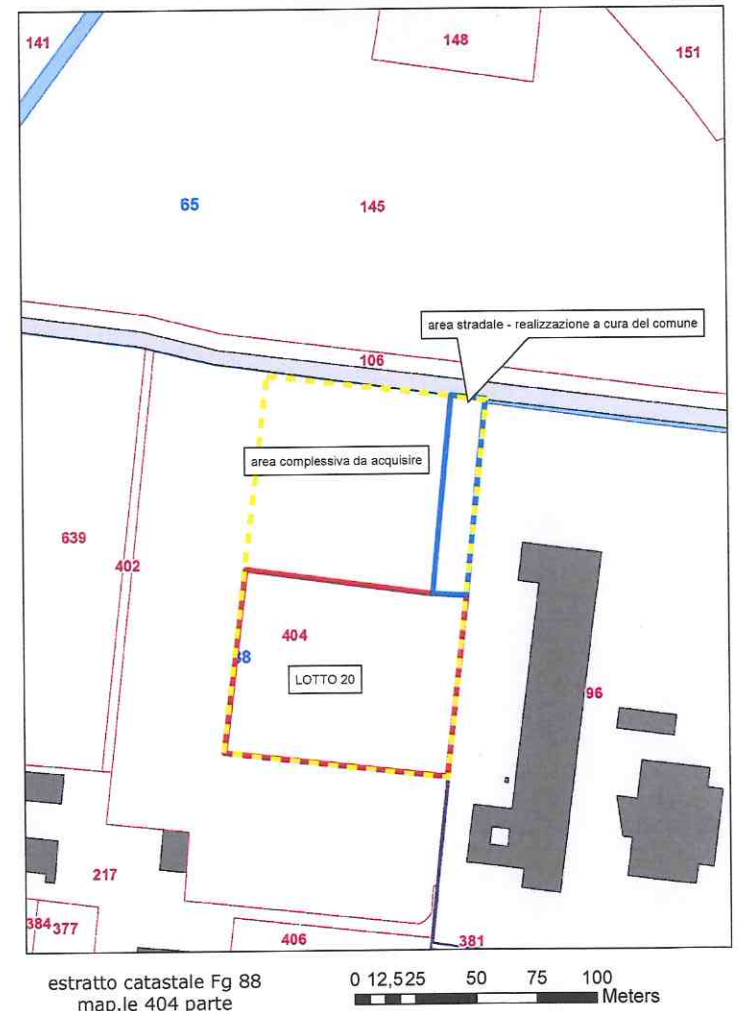 141
148
151
65
145
area stradale - realizzazione a cura del comune
106
area complessiva da acquisire
639
402
404
LOTTO 20
96
217
384 377
406
381
estratto catastale Fg 88
map.le 404 parte
0 12,525 50 75 100
Meters